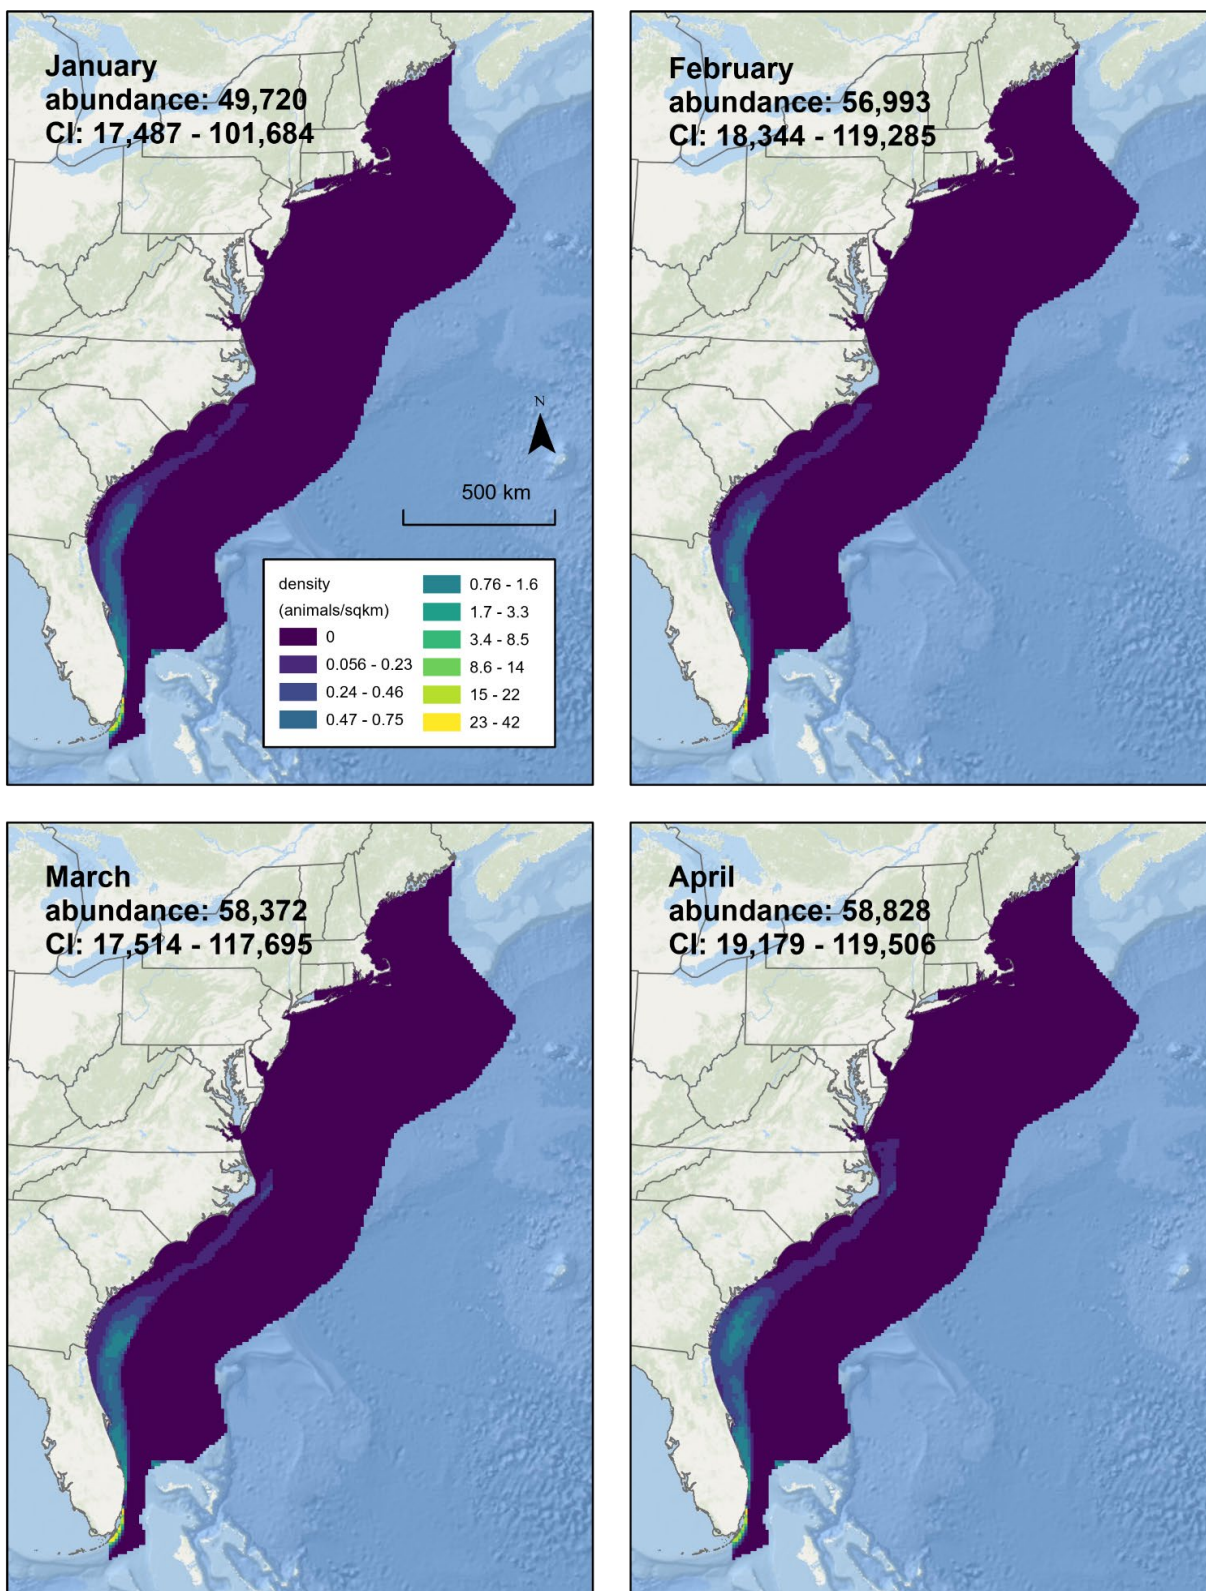 January
abundance: 49,720
CI: 17,487 - 101,684
February
abundance: 56,993
CI: 18,344 - 119,285
N
500 km
density
(animals/sqkm)
0
0.056 - 0.23
0.24 - 0.46
0.47 - 0.75
0.76 - 1.6
1.7 - 3.3
3.4 - 8.5
8.6 - 14
15 - 22
23 - 42
March
abundance: 58,372
CI: 17,514 - 117,695
April
abundance: 58,828
CI: 19,179 - 119,506